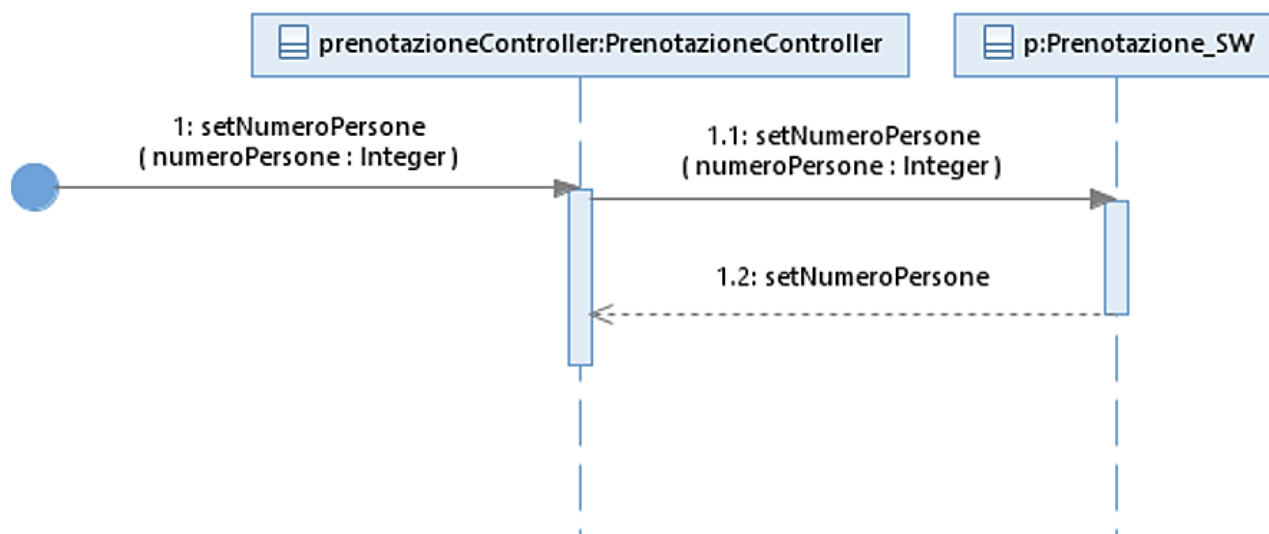 prenotazioneController:PrenotazioneController
p:Prenotazione_SW
1: setNumeroPersone
( numeroPersone : Integer )
1.1: setNumeroPersone
( numeroPersone : Integer )
1.2: setNumeroPersone